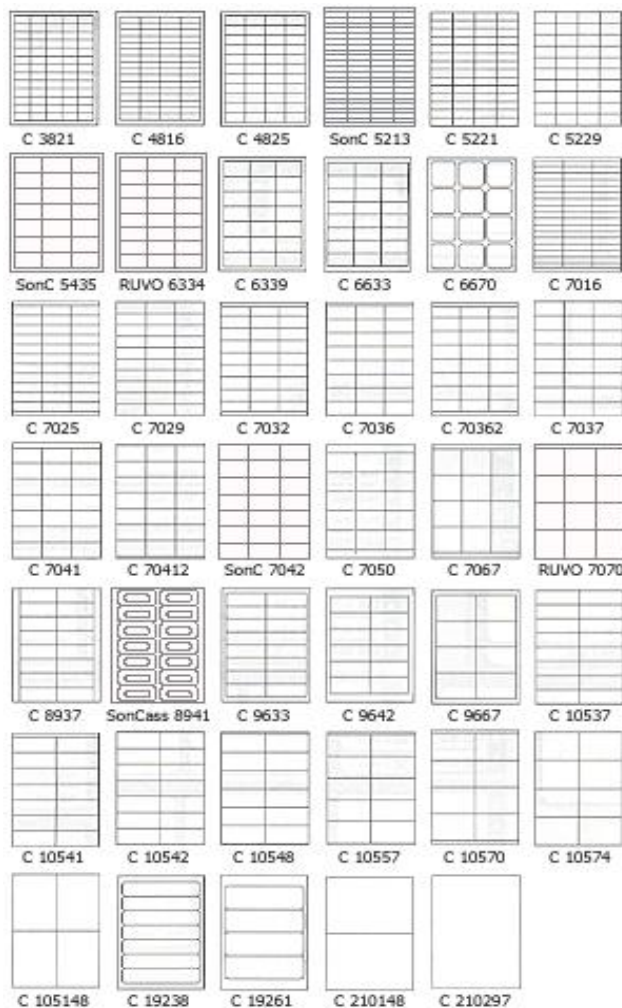 C 3821 C 4816 C 4825 SonC 5213 C 5221 C 5229
SonC 5435 RUVO 6334 C 6339 C 6633 C 6670 C 7016
C 7025 C 7029 C 7032 C 7036 C 70362 C 7037
C 7041 C 70412 SonC 7042 C 7050 C 7067 RUVO 7070
C 8937 SonCass 8941 C 9633 C 9642 C 9667 C 10537
C 10541 C 10542 C 10548 C 10557 C 10570 C 10574
C 105148 C 19238 C 19261 C 210148 C 210297